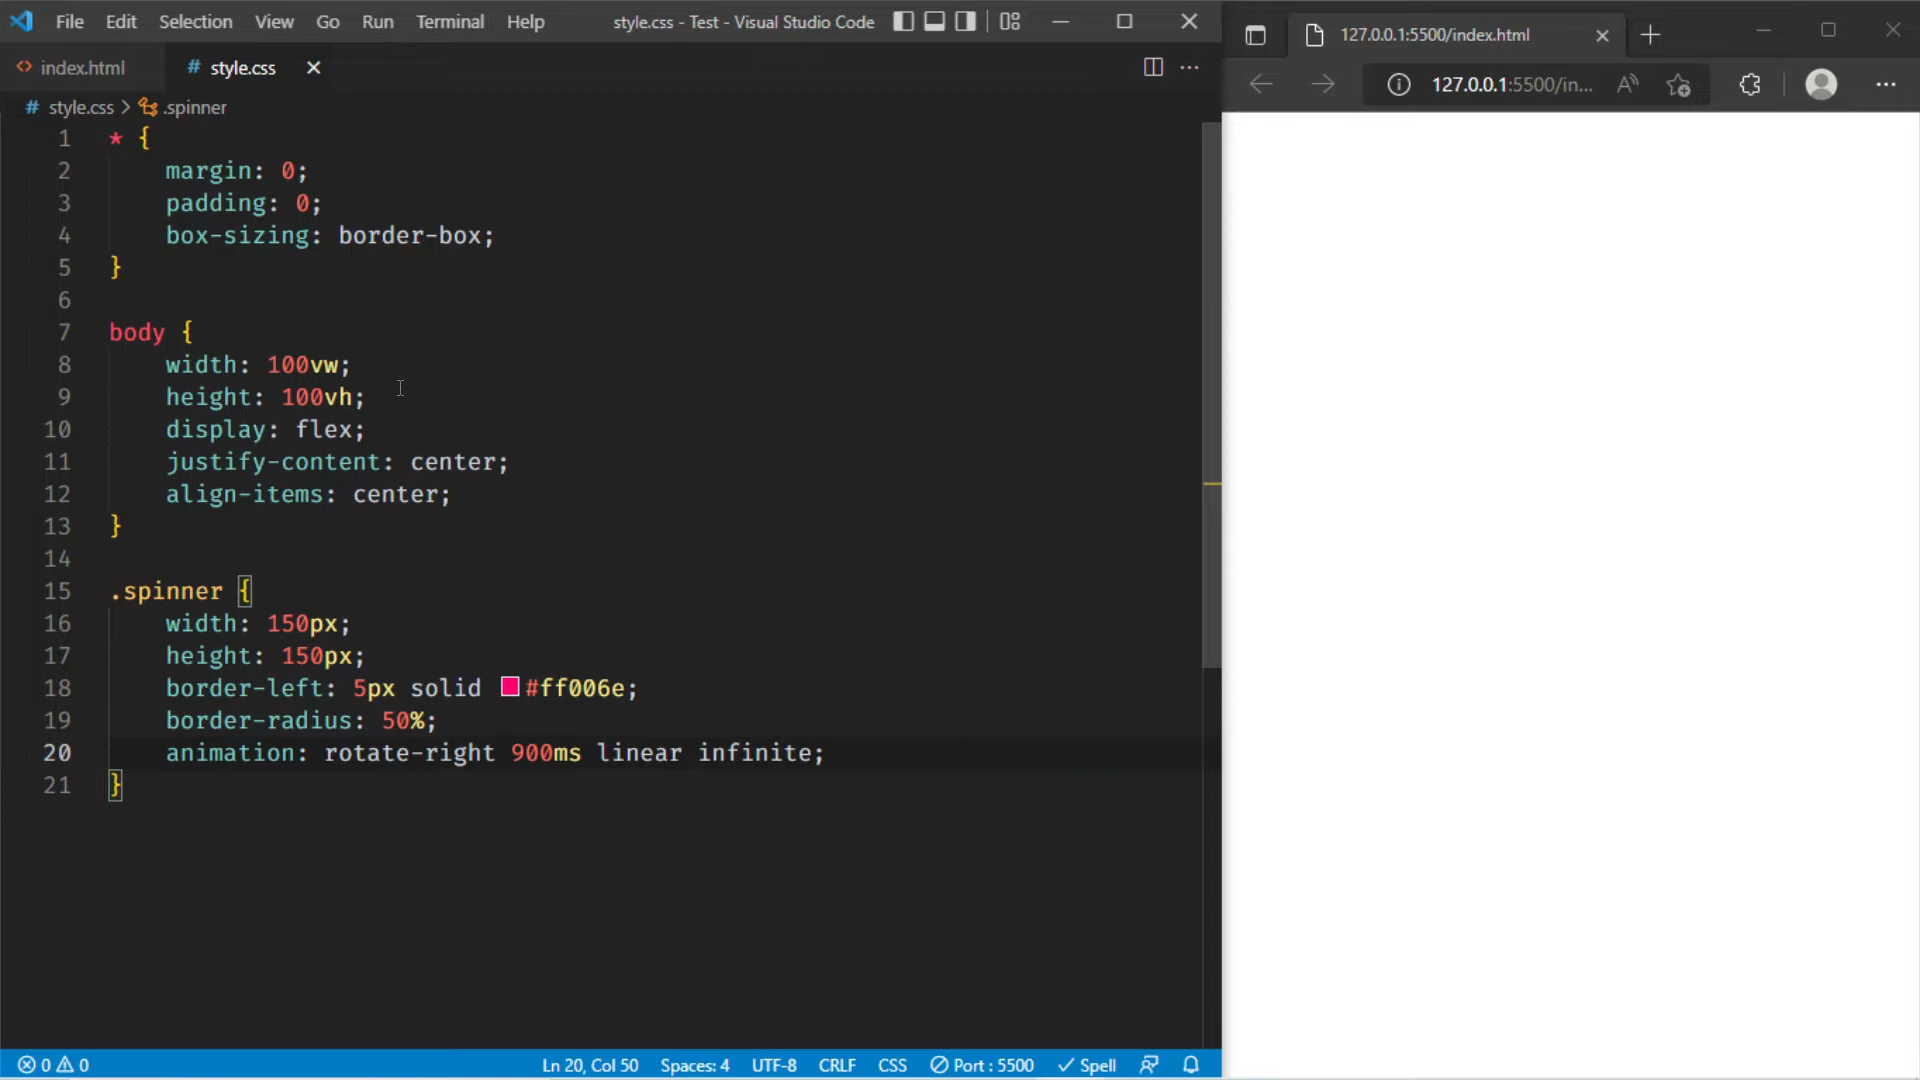 File Edit Selection View Go Run Terminal Help style.css - Test - Visual Studio Code
index.html # style.css
# style.css > .spinner
1 * {
2 margin: 0;
3 padding: 0;
4 box-sizing: border-box;
5 }
6
7 body {
8 width: 100vw;
9 height: 100vh;
10 display: flex;
11 justify-content: center;
12 align-items: center;
13 }
14
15 .spinner {
16 width: 150px;
17 height: 150px;
18 border-left: 5px solid #ff006e;
19 border-radius: 50%;
20 animation: rotate-right 900ms linear infinite;
21 }
0 0 Ln 20, Col 50 Spaces: 4 UTF-8 CRLF CSS Port : 5500 Spell
127.0.0.1:5500/index.html
127.0.0.1:5500/in...